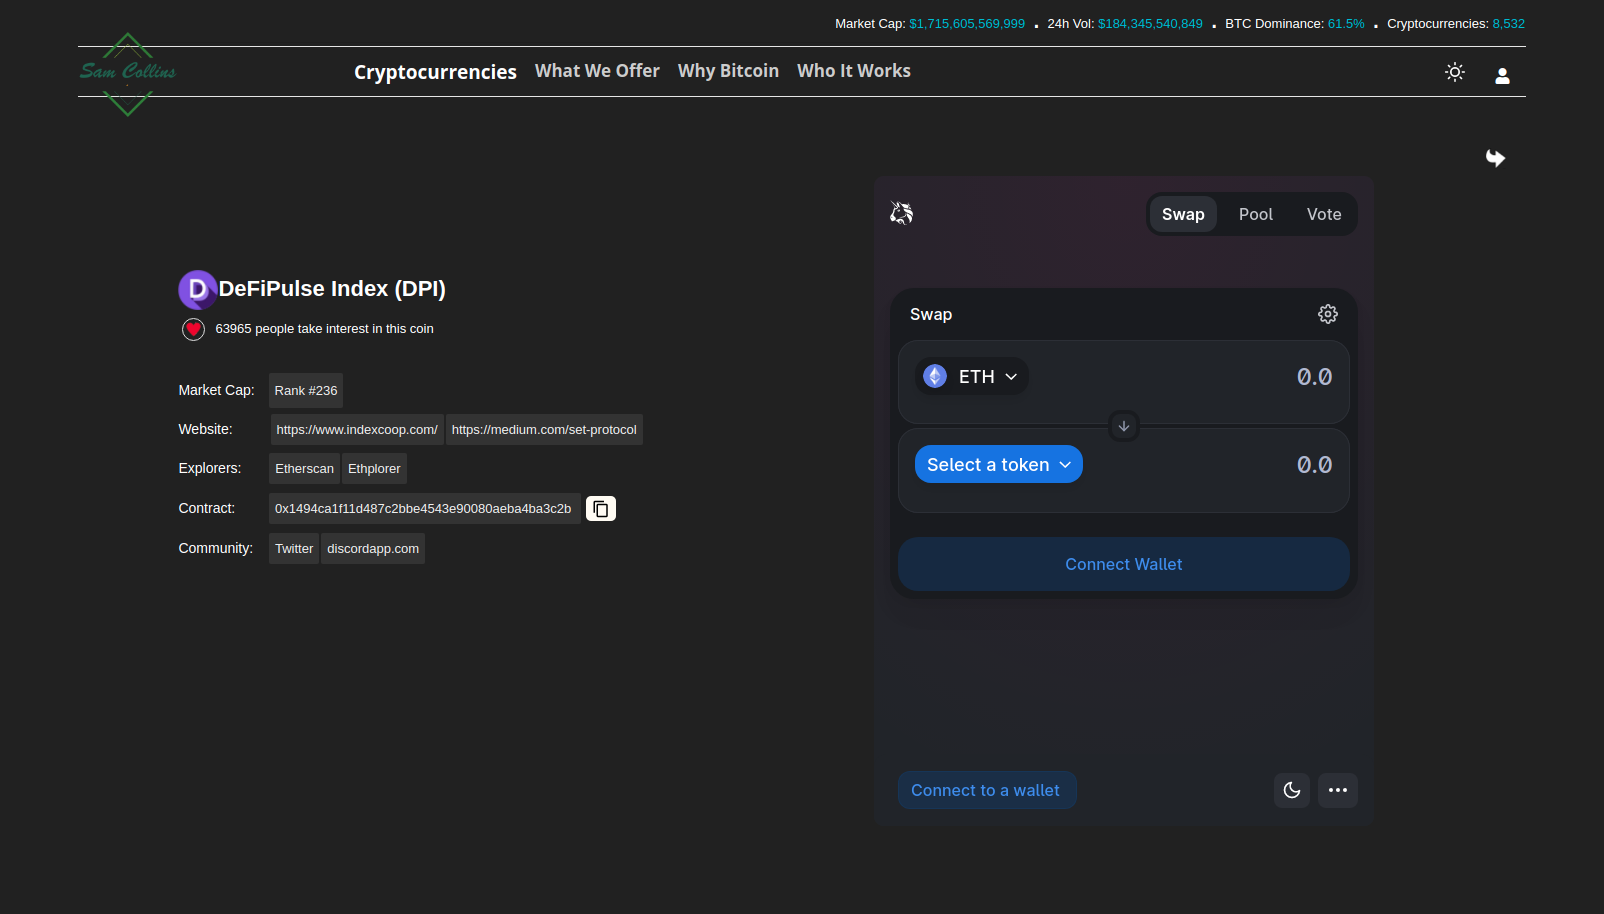 Market Cap: $1,715,605,569,999 . 24h Vol: $184,345,540,849 . BTC Dominance: 61.5% . Cryptocurrencies: 8,532
Sam Collins
Cryptocurrencies What We Offer Why Bitcoin Who It Works
Swap Pool Vote
DeFiPulse Index (DPI)
63965 people take interest in this coin
Market Cap: Rank #236
Website: https://www.indexcoop.com/ https://medium.com/set-protocol
Explorers: Etherscan Ethplorer
Contract: 0x1494ca1f11d487c2bbe4543e90080aeba4ba3c2b
Community: Twitter discordapp.com
Swap
ETH 0.0
Select a token 0.0
Connect Wallet
Connect to a wallet